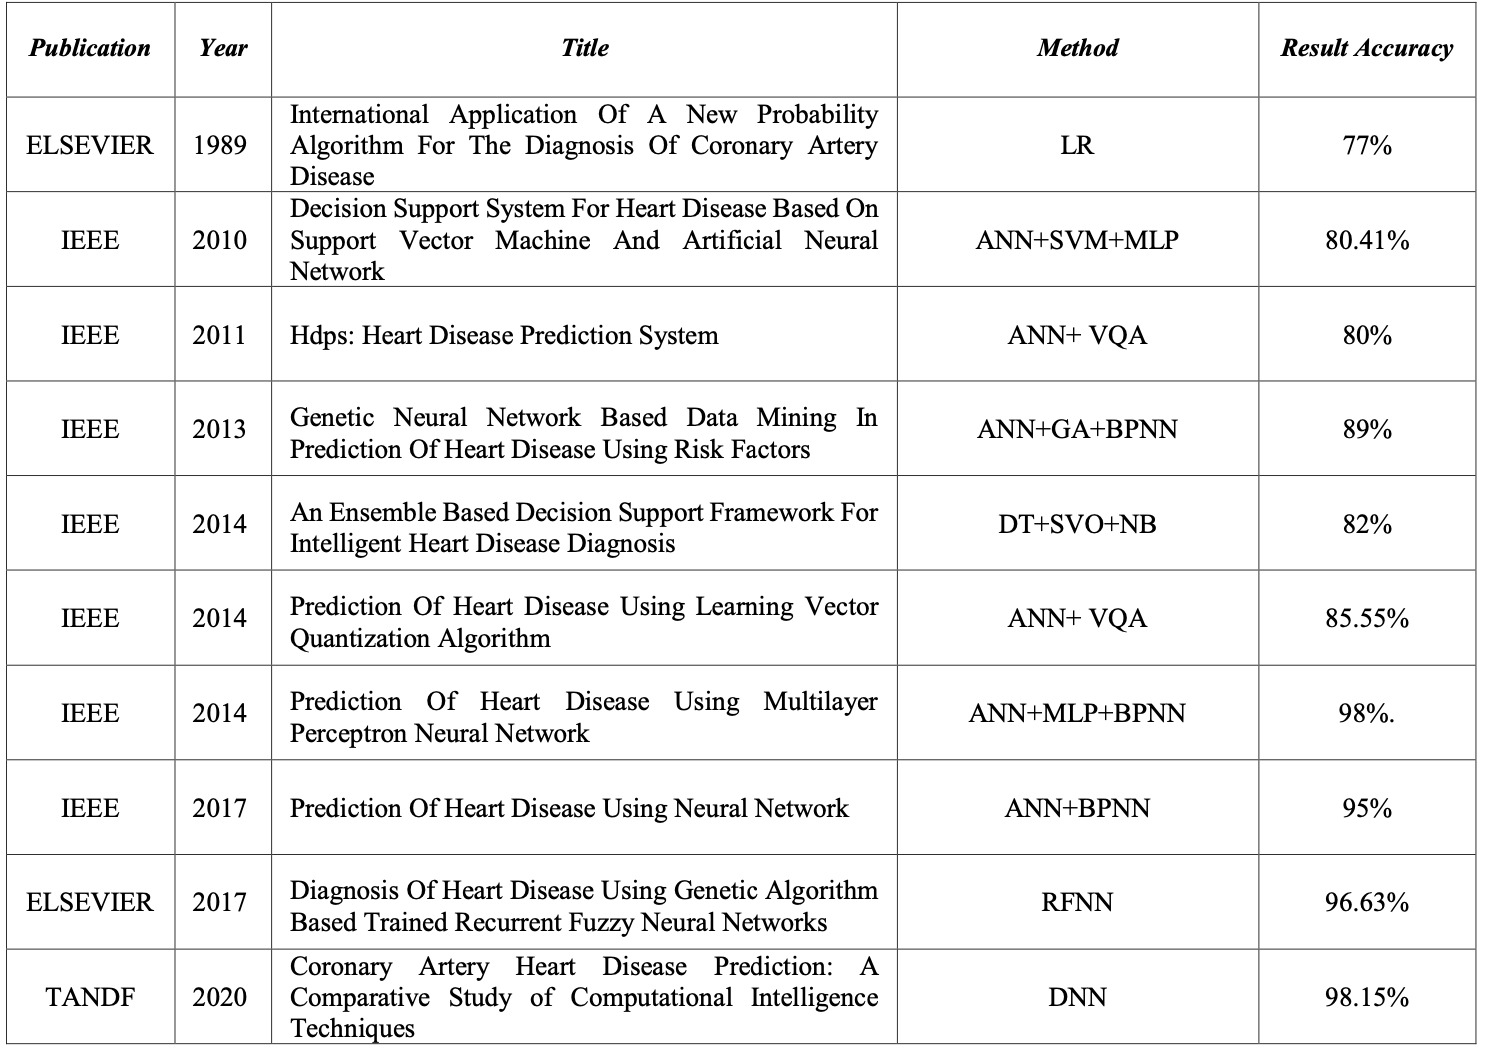 Publication Year Title Method Result Accuracy
International Application Of A New Probability
ELSEVIER 1989 Algorithm For The Diagnosis Of Coronary Artery LR 77%
Disease
Decision Support System For Heart Disease Based On
IEEE 2010 Support Vector Machine And Artificial Neural ANN+SVM+MLP 80.41%
Network
IEEE 2011 Hdps: Heart Disease Prediction System ANN+ VQA 80%
IEEE 2013 Genetic Neural Network Based Data Mining In ANN+GA+BPNN 89%
Prediction Of Heart Disease Using Risk Factors
IEEE 2014 An Ensemble Based Decision Support Framework For DT+SVO+NB 82%
Intelligent Heart Disease Diagnosis
IEEE 2014 Prediction Of Heart Disease Using Learning Vector ANN+ VQA 85.55%
Quantization Algorithm
IEEE 2014 Prediction Of Heart Disease Using Multilayer ANN+MLP+BPNN 98%.
Perceptron Neural Network
IEEE 2017 Prediction Of Heart Disease Using Neural Network ANN+BPNN 95%
ELSEVIER 2017 Diagnosis Of Heart Disease Using Genetic Algorithm RFNN 96.63%
Based Trained Recurrent Fuzzy Neural Networks
Coronary Artery Heart Disease Prediction: A
TANDF 2020 Comparative Study of Computational Intelligence DNN 98.15%
Techniques